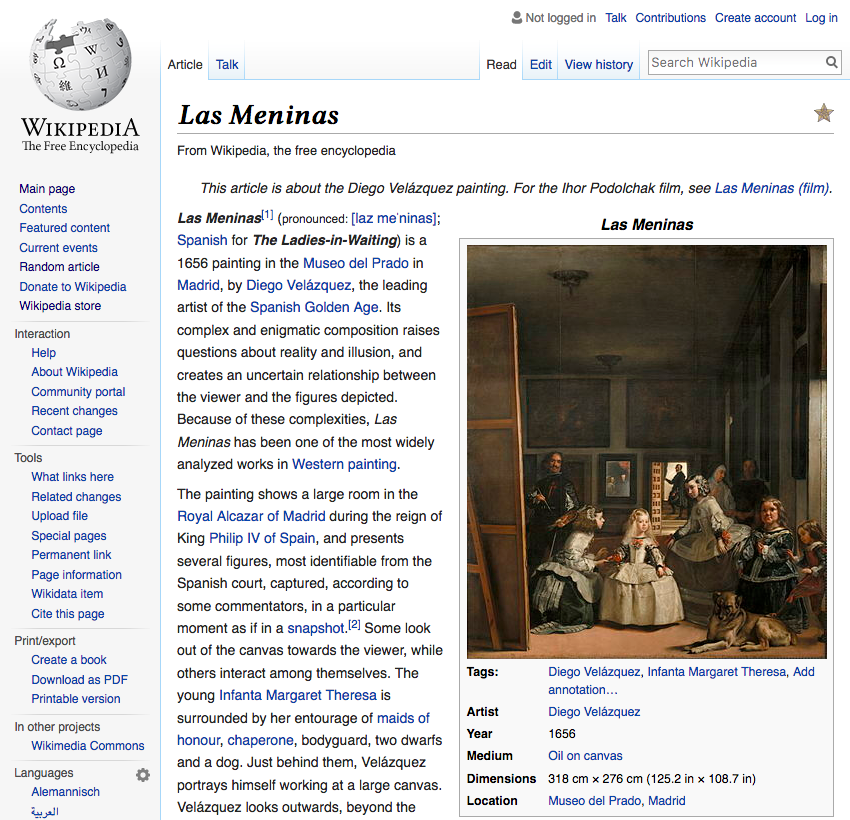 Not logged in Talk Contributions Create account Log in
Article Talk Read Edit View history Search Wikipedia
WIKIPEDIA
The Free Encyclopedia
Main page
Contents
Featured content
Current events
Random article
Donate to Wikipedia
Wikipedia store
Interaction
Help
About Wikipedia
Community portal
Recent changes
Contact page
Tools
What links here
Related changes
Upload file
Special pages
Permanent link
Page information
Wikidata item
Cite this page
Print/export
Create a book
Download as PDF
Printable version
In other projects
Wikimedia Commons
Languages
Alemannisch
العربية
Las Meninas
From Wikipedia, the free encyclopedia
This article is about the Diego Velázquez painting. For the Ihor Podolchak film, see Las Meninas (film).
Las Meninas[1] (pronounced: [laz meˈninas];
Spanish for The Ladies-in-Waiting) is a
1656 painting in the Museo del Prado in
Madrid, by Diego Velázquez, the leading
artist of the Spanish Golden Age. Its
complex and enigmatic composition raises
questions about reality and illusion, and
creates an uncertain relationship between
the viewer and the figures depicted.
Because of these complexities, Las
Meninas has been one of the most widely
analyzed works in Western painting.
The painting shows a large room in the
Royal Alcazar of Madrid during the reign of
King Philip IV of Spain, and presents
several figures, most identifiable from the
Spanish court, captured, according to
some commentators, in a particular
moment as if in a snapshot.[2] Some look
out of the canvas towards the viewer, while
others interact among themselves. The
young Infanta Margaret Theresa is
surrounded by her entourage of maids of
honour, chaperone, bodyguard, two dwarfs
and a dog. Just behind them, Velázquez
portrays himself working at a large canvas.
Velázquez looks outwards, beyond the
Las Meninas
Tags: Diego Velázquez, Infanta Margaret Theresa, Add
annotation…
Artist Diego Velázquez
Year 1656
Medium Oil on canvas
Dimensions 318 cm × 276 cm (125.2 in × 108.7 in)
Location Museo del Prado, Madrid